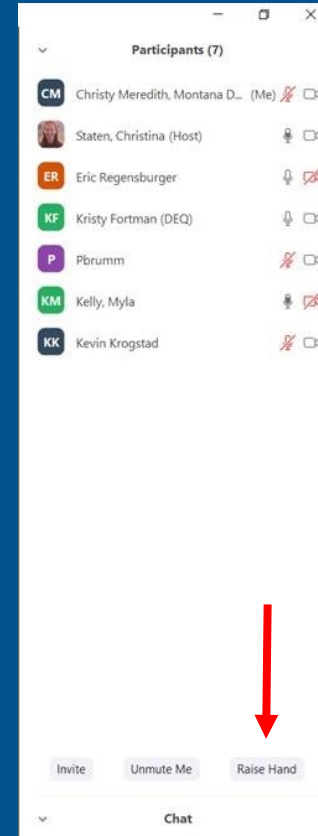 Participants (7)
CM Christy Meredith, Montana D... (Me)
Staten, Christina (Host)
ER Eric Regensburger
KF Kristy Fortman (DEQ)
P Pbrumm
KM Kelly, Myla
KK Kevin Krogstad
Invite Unmute Me Raise Hand
Chat